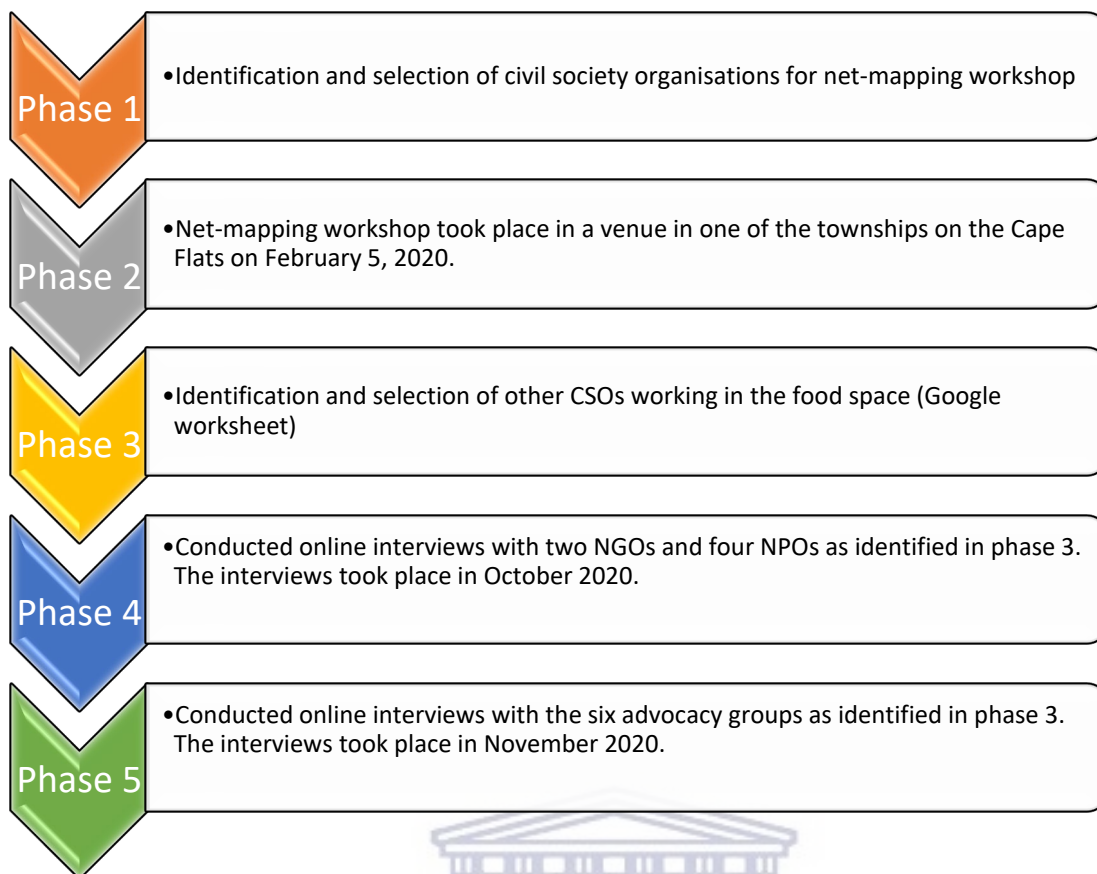 Phase 1
•Identification and selection of civil society organisations for net-mapping workshop
Phase 2
•Net-mapping workshop took place in a venue in one of the townships on the Cape
Flats on February 5, 2020.
Phase 3
•Identification and selection of other CSOs working in the food space (Google
worksheet)
Phase 4
•Conducted online interviews with two NGOs and four NPOs as identified in phase 3.
The interviews took place in October 2020.
Phase 5
•Conducted online interviews with the six advocacy groups as identified in phase 3.
The interviews took place in November 2020.